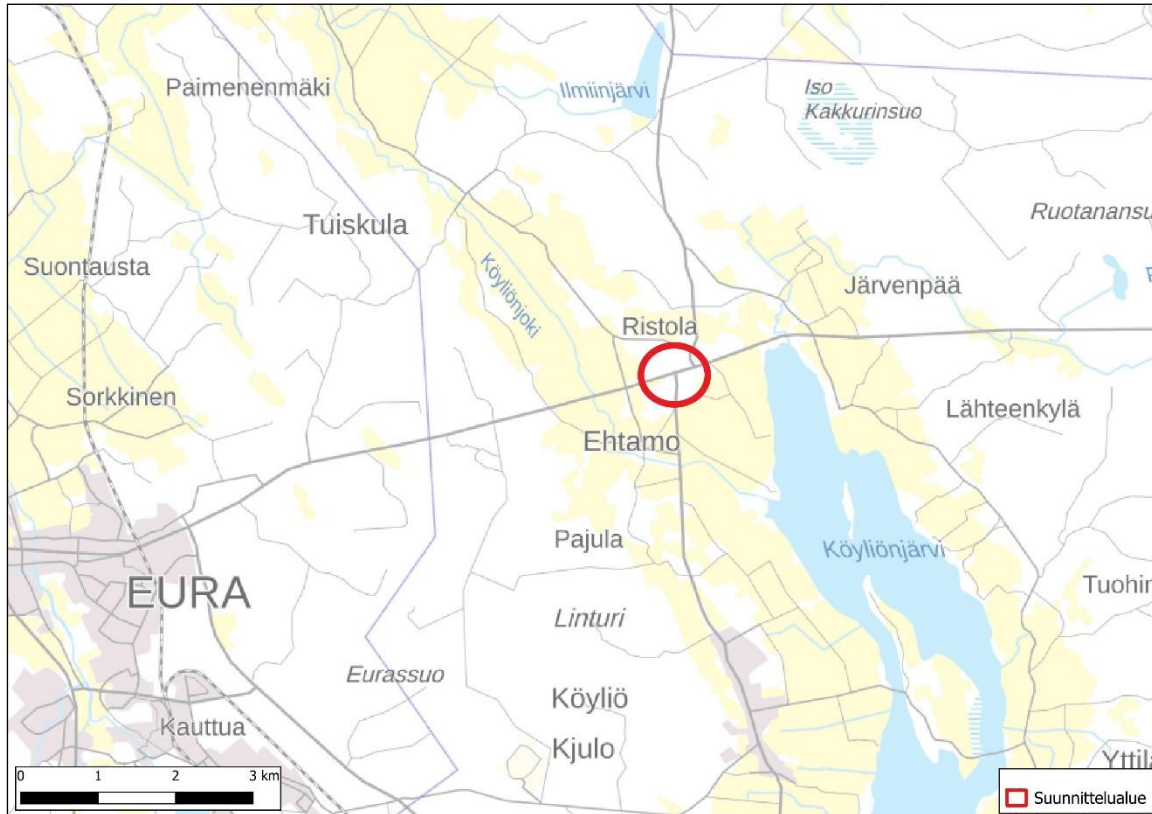 Paimenenmäki
Ilmiinjärvi
Iso
Kakkurinsuo
Ruotanansu
Tuiskula
Suontausta
Köyliönjoki
Järvenpää
Ristola
Sorkkinen
Lähteenkylä
Ehtamo
Pajula
Köyliönjärvi
EURA
Tuohin
Linturi
Eurassuo
Köyliö
Kauttua
Kjulo
Yttilä
0 1 2 3 km
Suunnittelualue